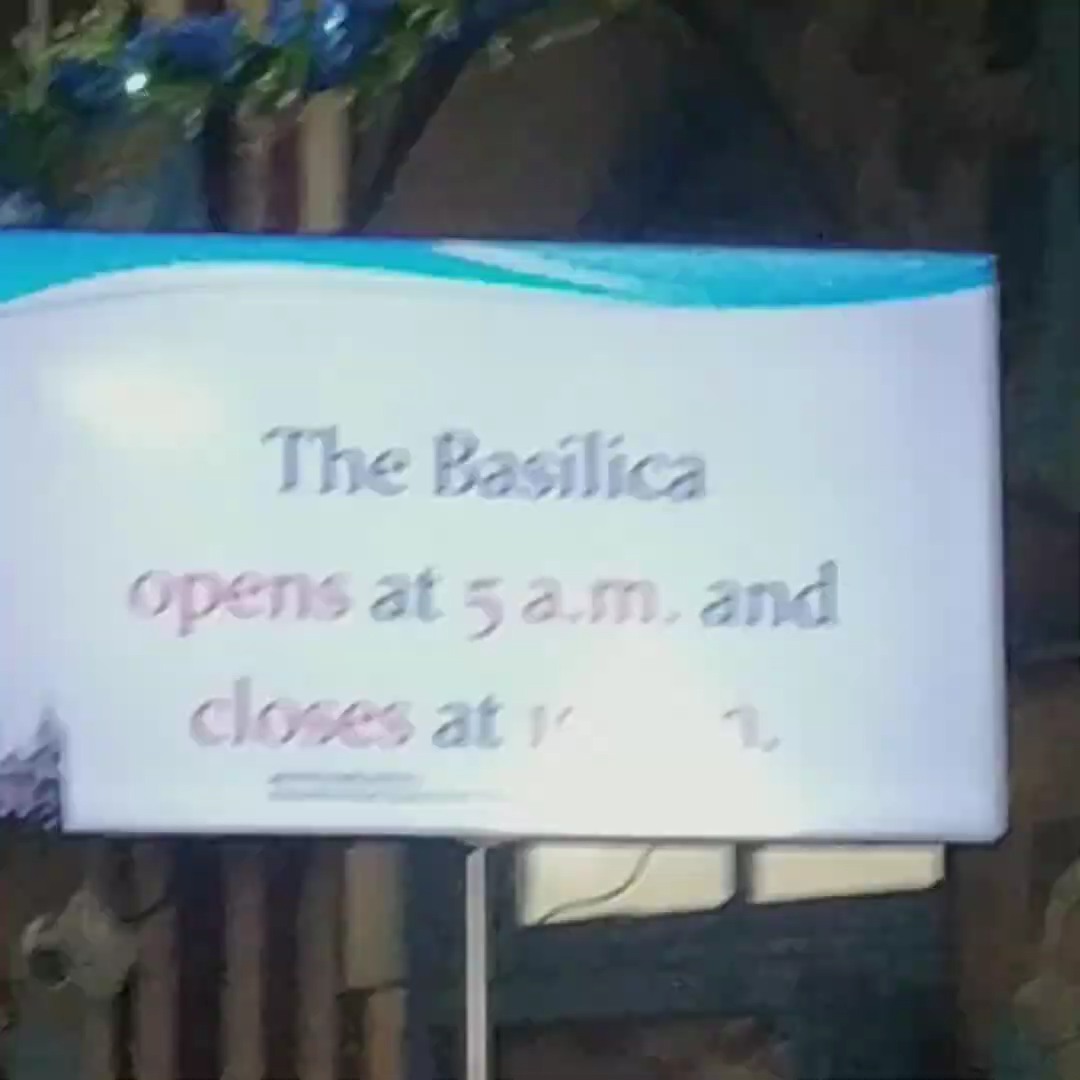 The Basilica
opens at 5 a.m. and
closes at